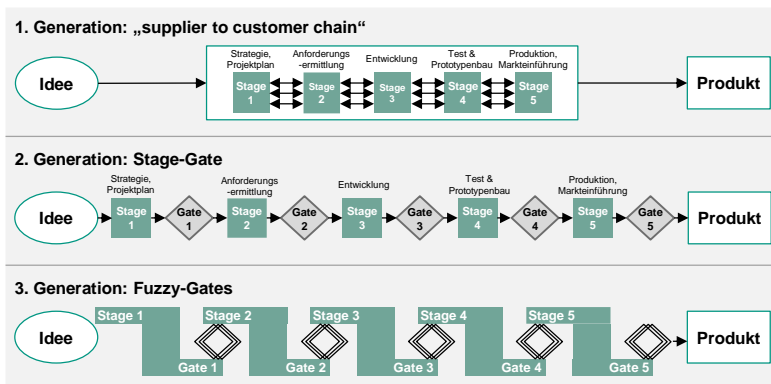 1. Generation: „supplier to customer chain“
Strategie,
Projektplan
Anforderungs
-ermittlung
Entwicklung
Test &
Prototypenbau
Produktion,
Markteinführung
Idee
Stage
1
Stage
2
Stage
3
Stage
4
Stage
5
Produkt
2. Generation: Stage-Gate
Strategie,
Projektplan
Anforderungs
-ermittlung
Entwicklung
Test &
Prototypenbau
Produktion,
Markteinführung
Idee
Stage
1
Gate
1
Stage
2
Gate
2
Stage
3
Gate
3
Stage
4
Gate
4
Stage
5
Gate
5
Produkt
3. Generation: Fuzzy-Gates
Stage 1
Stage 2
Stage 3
Stage 4
Stage 5
Idee
Produkt
Gate 1
Gate 2
Gate 3
Gate 4
Gate 5